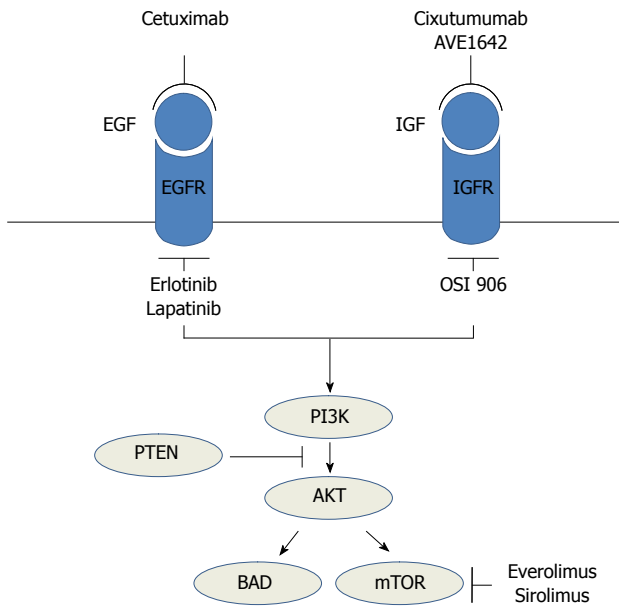 Cetuximab
Cixutumumab
AVE1642
EGF
IGF
EGFR
IGFR
Erlotinib
Lapatinib
OSI 906
PI3K
PTEN
AKT
BAD
mTOR
Everolimus
Sirolimus